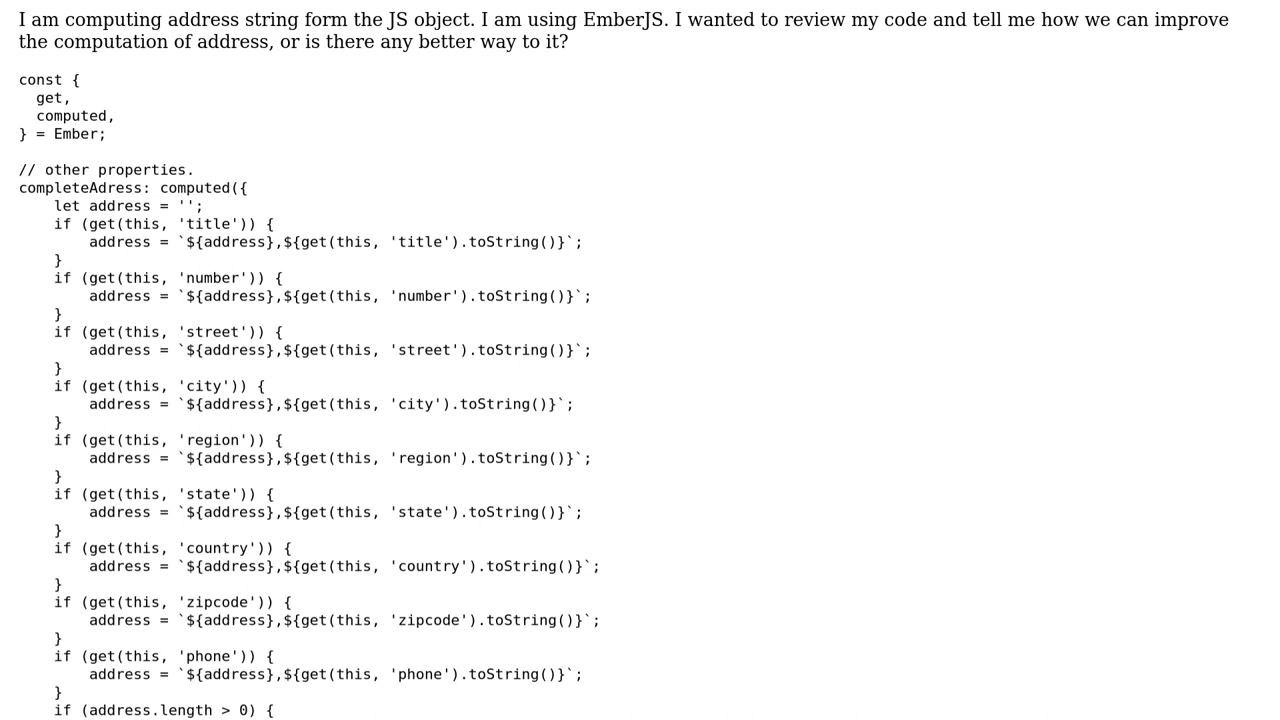 I am computing address string form the JS object. I am using EmberJS. I wanted to review my code and tell me how we can improve
the computation of address, or is there any better way to it?
const {
  get,
  computed,
} = Ember;
// other properties.
completeAdress: computed({
    let address = '';
    if (get(this, 'title')) {
        address = `${address},${get(this, 'title').toString()}`;
    }
    if (get(this, 'number')) {
        address = `${address},${get(this, 'number').toString()}`;
    }
    if (get(this, 'street')) {
        address = `${address},${get(this, 'street').toString()}`;
    }
    if (get(this, 'city')) {
        address = `${address},${get(this, 'city').toString()}`;
    }
    if (get(this, 'region')) {
        address = `${address},${get(this, 'region').toString()}`;
    }
    if (get(this, 'state')) {
        address = `${address},${get(this, 'state').toString()}`;
    }
    if (get(this, 'country')) {
        address = `${address},${get(this, 'country').toString()}`;
    }
    if (get(this, 'zipcode')) {
        address = `${address},${get(this, 'zipcode').toString()}`;
    }
    if (get(this, 'phone')) {
        address = `${address},${get(this, 'phone').toString()}`;
    }
    if (address.length > 0) {